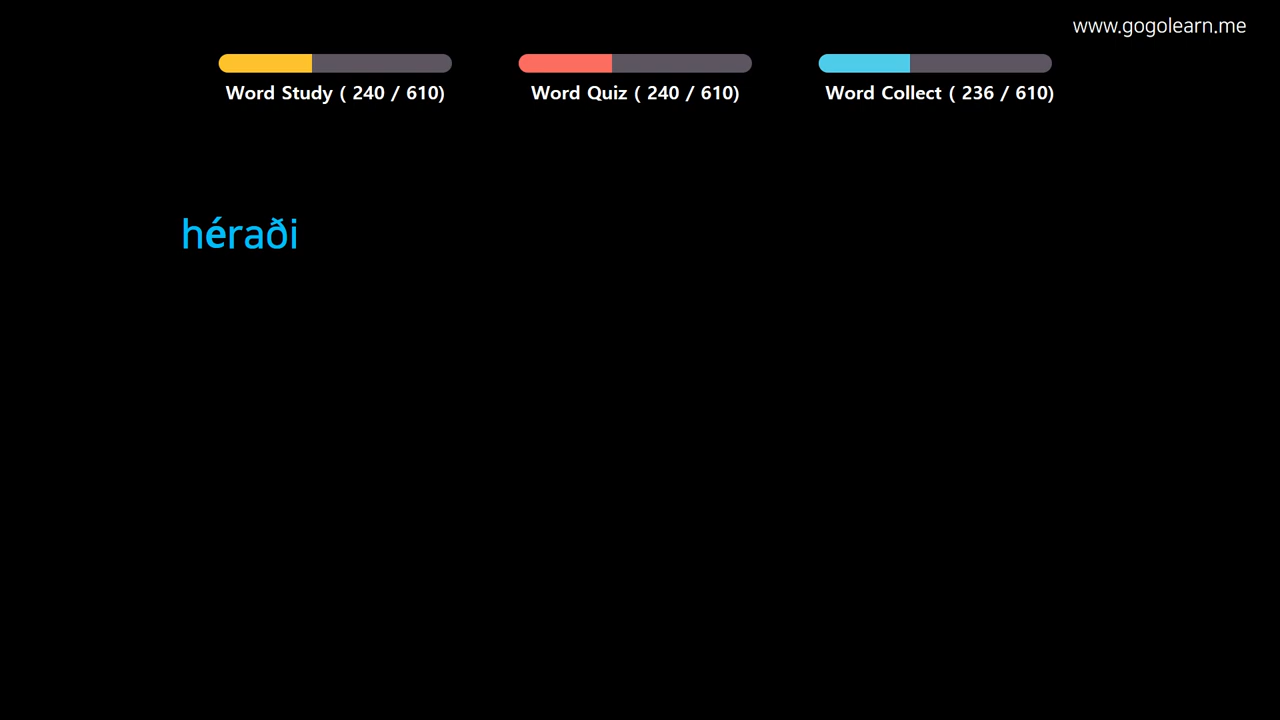 www.gogolearn.me
Word Study ( 240 / 610)
Word Quiz ( 240 / 610)
Word Collect ( 236 / 610)
héraði